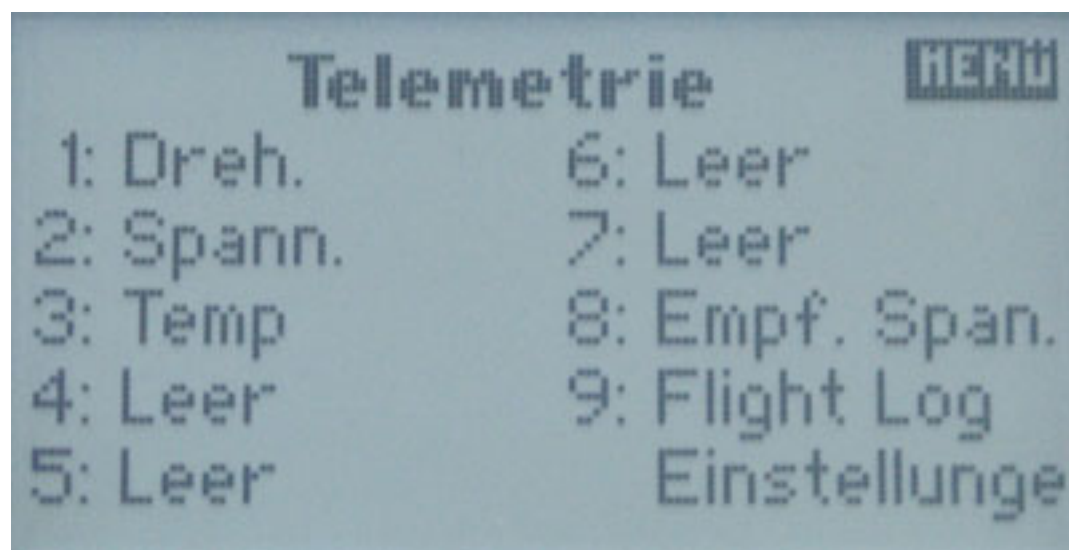 Telemetrie MENÜ
1: Dreh.
2: Spann.
3: Temp
4: Leer
5: Leer
6: Leer
7: Leer
8: Empf. Span.
9: Flight Log
Einstellunge